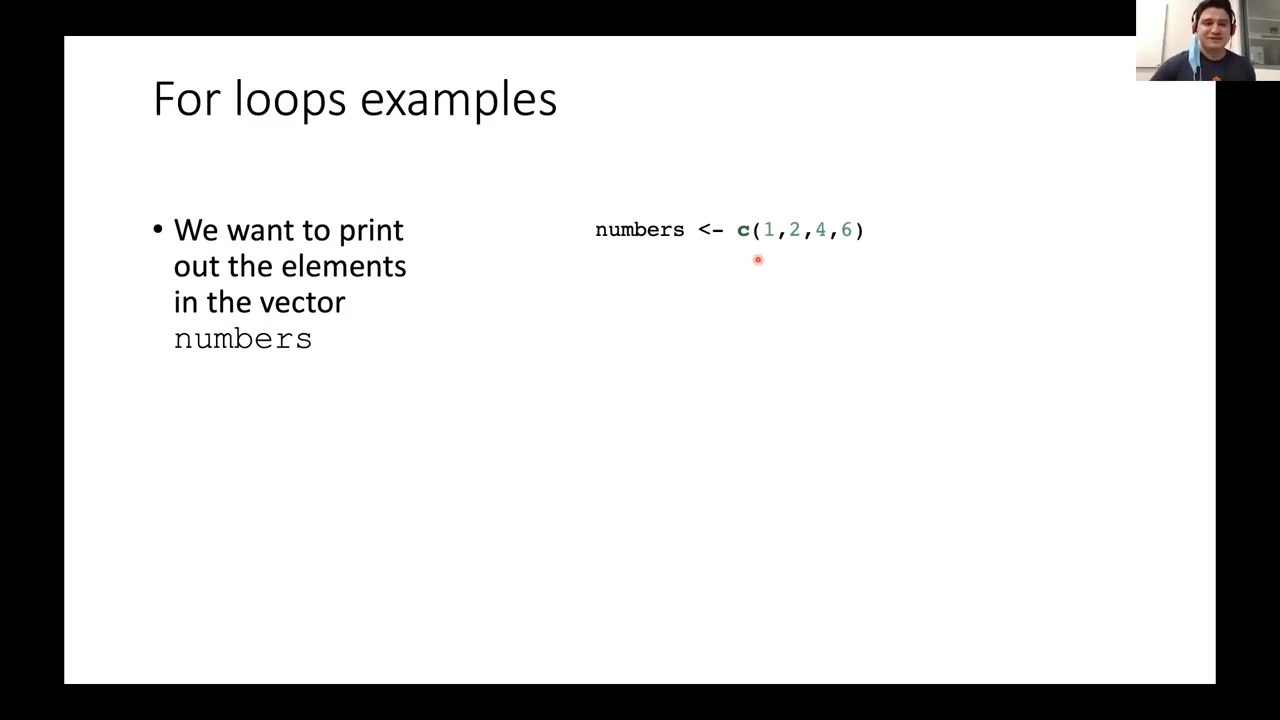 For loops examples
• We want to print
out the elements
in the vector
numbers
numbers <- c(1,2,4,6)